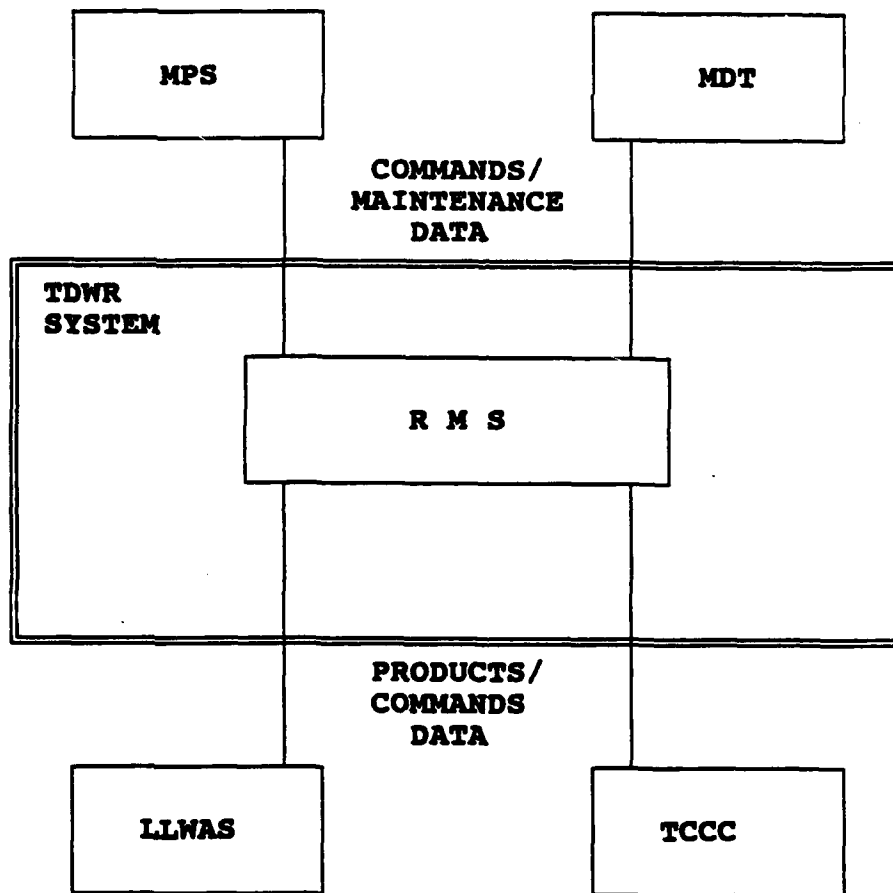 MPS
MDT
COMMANDS/
MAINTENANCE
DATA
TDWR
SYSTEM
R M S
PRODUCTS/
COMMANDS
DATA
LLWAS
TCCC